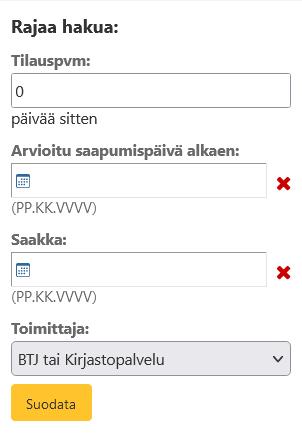 Rajaa hakua:
Tilauspvm:
0
päivää sitten
Arvioitu saapumispäivä alkaen:
(PP.KK.VVVV)
Saakka:
(PP.KK.VVVV)
Toimittaja:
BTJ tai Kirjastopalvelu
Suodata